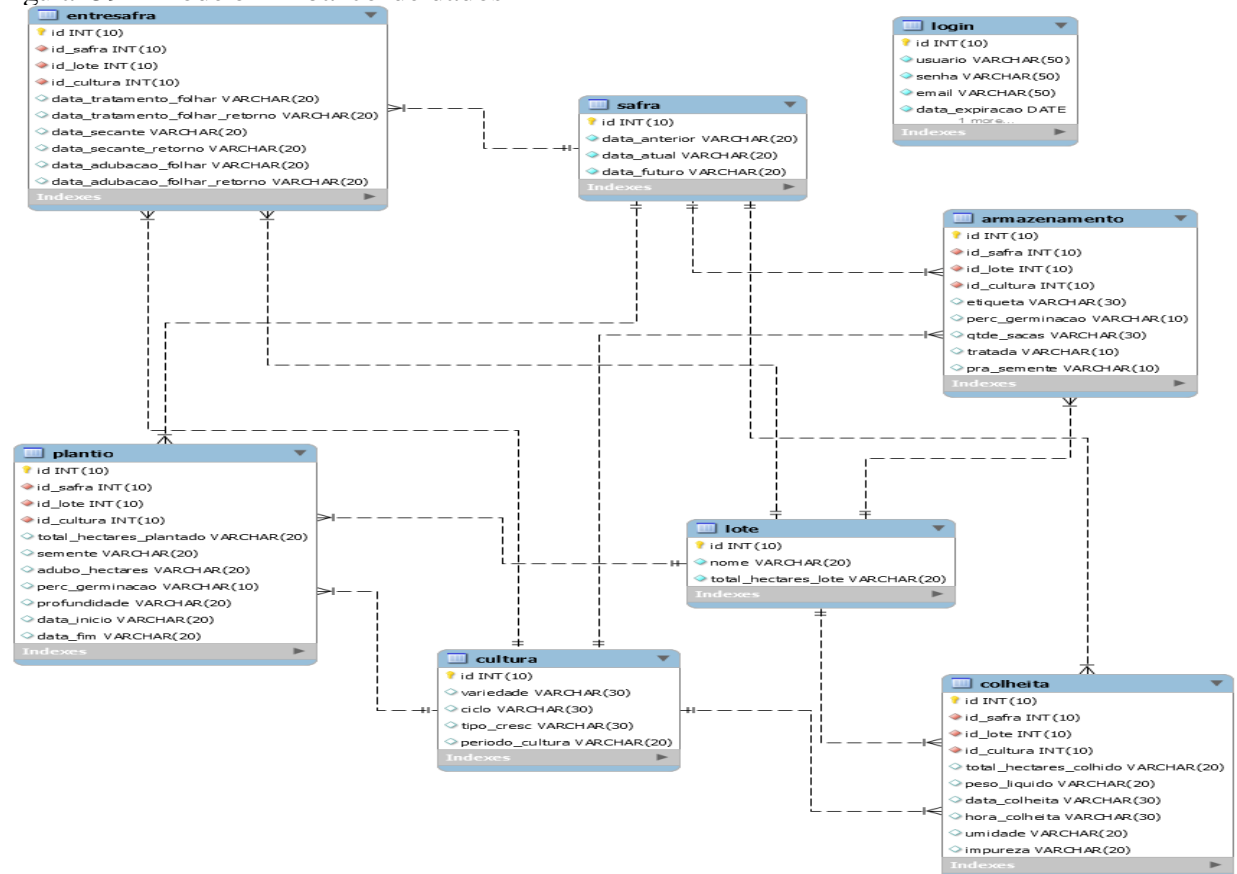 entresafra
id INT(10)
id_safra INT(10)
id_lote INT(10)
id_cultura INT(10)
data_tratamento_folhar VARCHAR(20)
data_tratamento_folhar_retorno VARCHAR(20)
data_secante VARCHAR(20)
data_secante_retorno VARCHAR(20)
data_adubacao_folhar VARCHAR(20)
data_adubacao_folhar_retorno VARCHAR(20)
Indexes
login
id INT(10)
usuario VARCHAR(50)
senha VARCHAR(50)
email VARCHAR(50)
data_expiracao DATE
1 more...
Indexes
safra
id INT(10)
data_anterior VARCHAR(20)
data_atual VARCHAR(20)
data_futuro VARCHAR(20)
Indexes
armazenamento
id INT(10)
id_safra INT(10)
id_lote INT(10)
id_cultura INT(10)
etiqueta VARCHAR(30)
perc_germinacao VARCHAR(10)
qtde_sacas VARCHAR(30)
tratada VARCHAR(10)
pra_semente VARCHAR(10)
Indexes
plantio
id INT(10)
id_safra INT(10)
id_lote INT(10)
id_cultura INT(10)
total_hectares_plantado VARCHAR(20)
semente VARCHAR(20)
adubo_hectares VARCHAR(20)
perc_germinacao VARCHAR(10)
profundidade VARCHAR(20)
data_inicio VARCHAR(20)
data_fim VARCHAR(20)
Indexes
lote
id INT(10)
nome VARCHAR(20)
total_hectares_lote VARCHAR(20)
Indexes
cultura
id INT(10)
variedade VARCHAR(30)
ciclo VARCHAR(30)
tipo_cresc VARCHAR(30)
periodo_cultura VARCHAR(20)
Indexes
colheita
id INT(10)
id_safra INT(10)
id_lote INT(10)
id_cultura INT(10)
total_hectares_colhido VARCHAR(20)
peso_liquido VARCHAR(20)
data_colheita VARCHAR(30)
hora_colheita VARCHAR(30)
umidade VARCHAR(20)
impureza VARCHAR(20)
Indexes